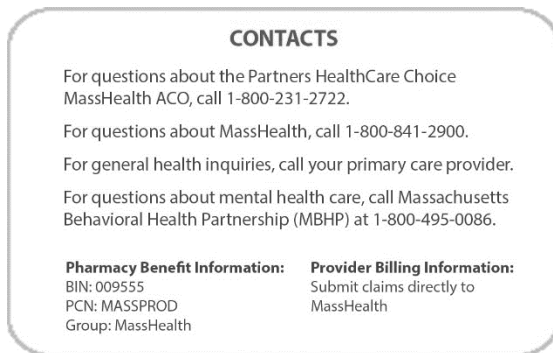 CONTACTS
For questions about the Partners HealthCare Choice
MassHealth ACO, call 1-800-231-2722.
For questions about MassHealth, call 1-800-841-2900.
For general health inquiries, call your primary care provider.
For questions about mental health care, call Massachusetts
Behavioral Health Partnership (MBHP) at 1-800-495-0086.
Pharmacy Benefit Information:
BIN: 009555
PCN: MASSPROD
Group: MassHealth
Provider Billing Information:
Submit claims directly to
MassHealth